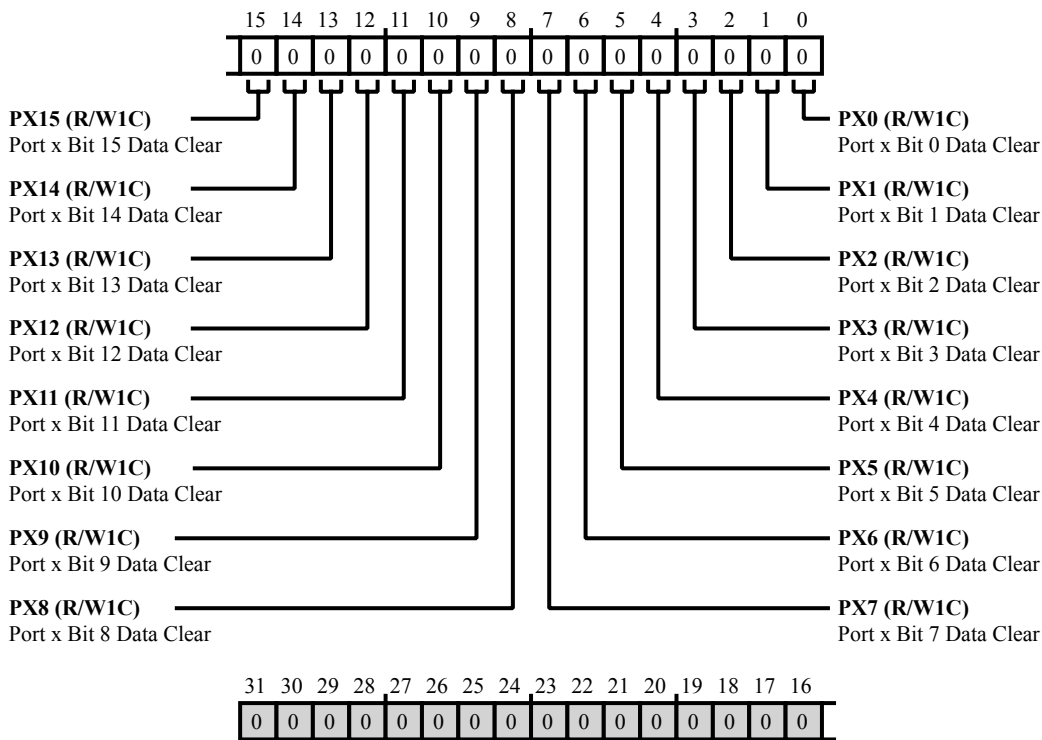 15 14 13 12 11 10 9 8 7 6 5 4 3 2 1 0
0 0 0 0 0 0 0 0 0 0 0 0 0 0 0 0
PX15 (R/W1C)
Port x Bit 15 Data Clear
PX14 (R/W1C)
Port x Bit 14 Data Clear
PX13 (R/W1C)
Port x Bit 13 Data Clear
PX12 (R/W1C)
Port x Bit 12 Data Clear
PX11 (R/W1C)
Port x Bit 11 Data Clear
PX10 (R/W1C)
Port x Bit 10 Data Clear
PX9 (R/W1C)
Port x Bit 9 Data Clear
PX8 (R/W1C)
Port x Bit 8 Data Clear
PX0 (R/W1C)
Port x Bit 0 Data Clear
PX1 (R/W1C)
Port x Bit 1 Data Clear
PX2 (R/W1C)
Port x Bit 2 Data Clear
PX3 (R/W1C)
Port x Bit 3 Data Clear
PX4 (R/W1C)
Port x Bit 4 Data Clear
PX5 (R/W1C)
Port x Bit 5 Data Clear
PX6 (R/W1C)
Port x Bit 6 Data Clear
PX7 (R/W1C)
Port x Bit 7 Data Clear
31 30 29 28 27 26 25 24 23 22 21 20 19 18 17 16
0 0 0 0 0 0 0 0 0 0 0 0 0 0 0 0